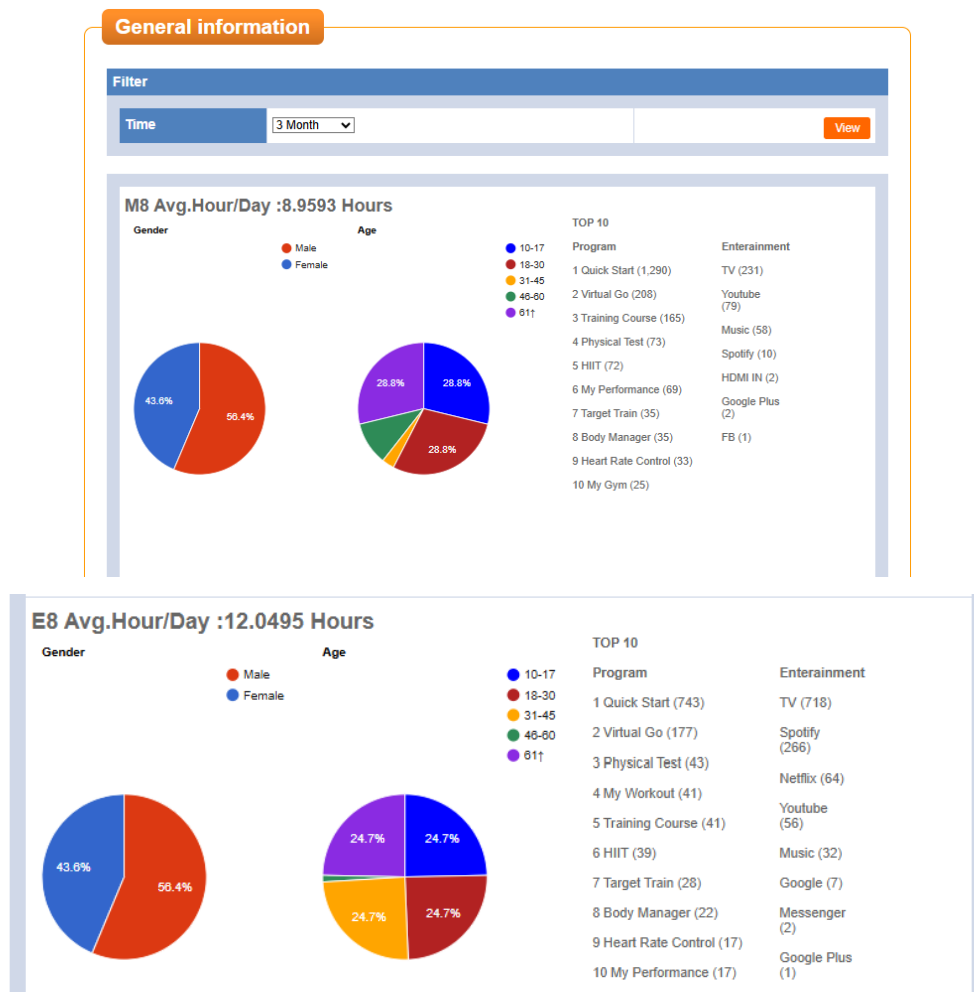 General information
Filter
Time
3 Month
View
M8 Avg.Hour/Day :8.9593 Hours
Gender
Male
Female
43.6%
56.4%
Age
10-17
18-30
31-45
46-60
61†
28.8%
28.8%
28.8%
TOP 10
Program
1 Quick Start (1,290)
2 Virtual Go (208)
3 Training Course (165)
4 Physical Test (73)
5 HIIT (72)
6 My Performance (69)
7 Target Train (35)
8 Body Manager (35)
9 Heart Rate Control (33)
10 My Gym (25)
Enterainment
TV (231)
Youtube
(79)
Music (58)
Spotify (10)
HDMI IN (2)
Google Plus
(2)
FB (1)
E8 Avg.Hour/Day :12.0495 Hours
Gender
Male
Female
43.6%
56.4%
Age
10-17
18-30
31-45
46-60
61†
24.7%
24.7%
24.7%
24.7%
TOP 10
Program
1 Quick Start (743)
2 Virtual Go (177)
3 Physical Test (43)
4 My Workout (41)
5 Training Course (41)
6 HIIT (39)
7 Target Train (28)
8 Body Manager (22)
9 Heart Rate Control (17)
10 My Performance (17)
Enterainment
TV (718)
Spotify
(266)
Netflix (64)
Youtube
(56)
Music (32)
Google (7)
Messenger
(2)
Google Plus
(1)